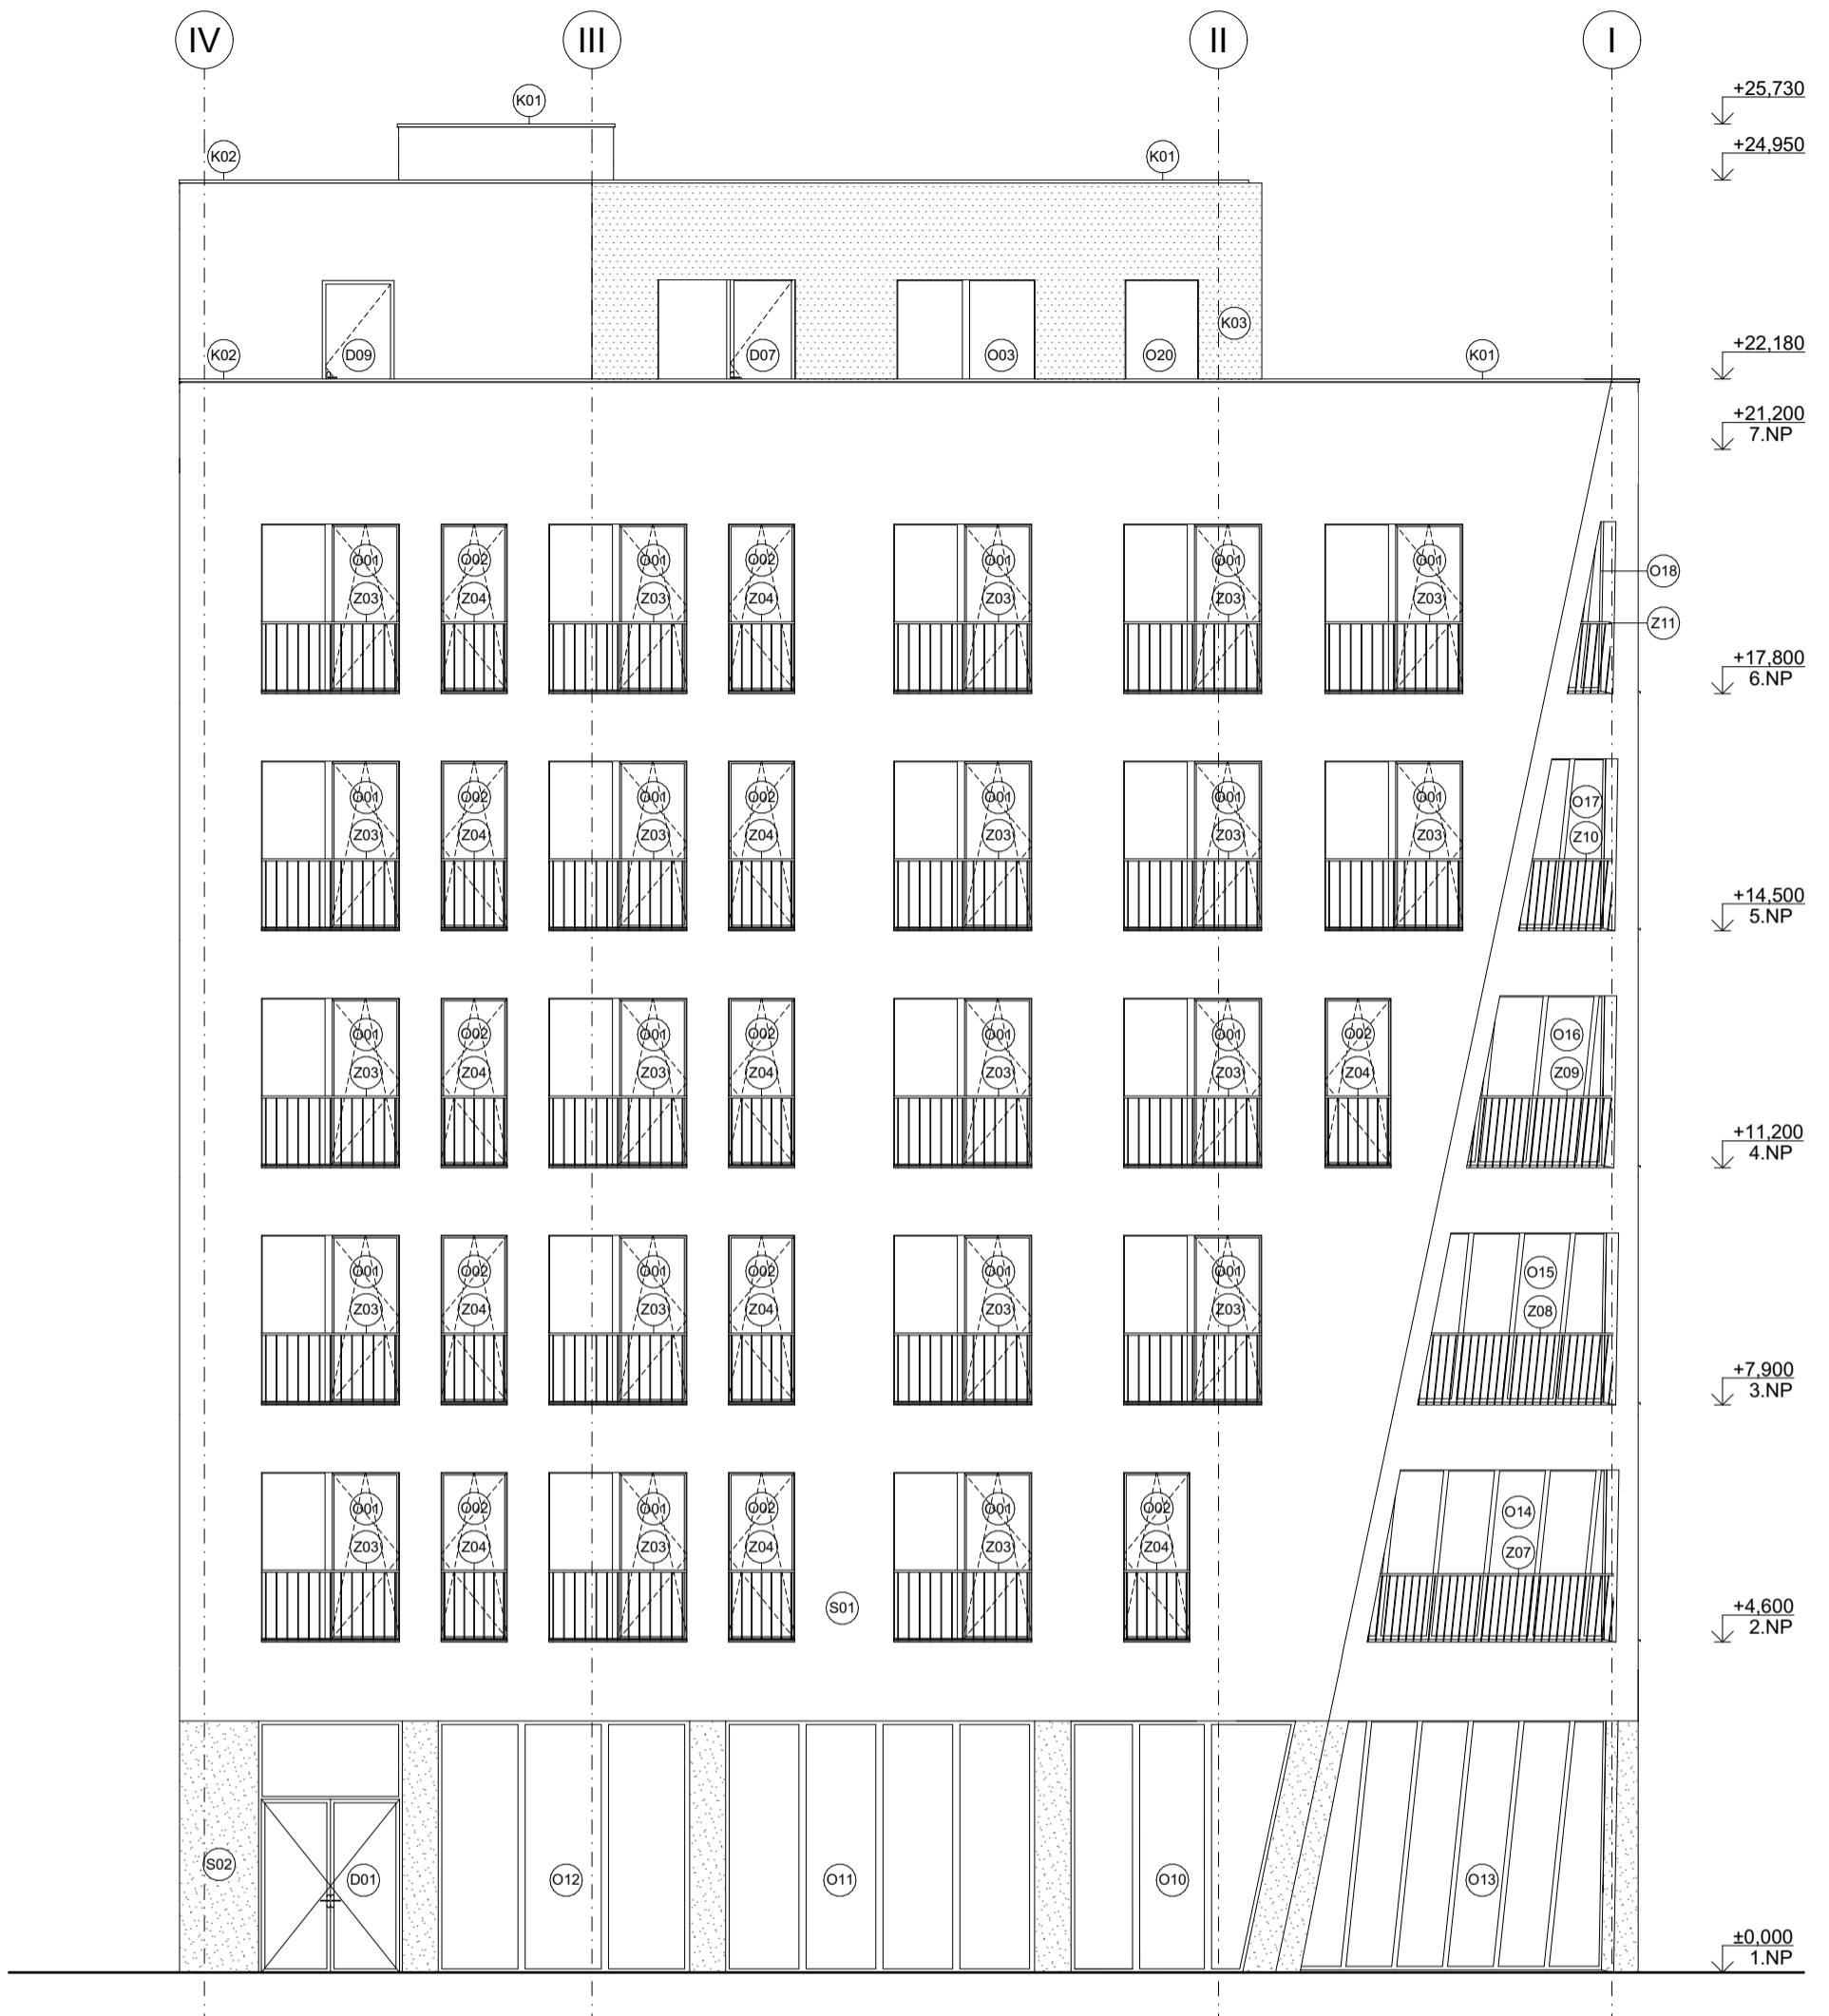 IV III II I
K01
+25,730
K02 K01
+24,950
K03
K02 D09 D07 O03 O20 K01
+22,180
+21,200
7.NP
O01 O02 O01 O02 O01 O01 O01 O18
Z03 Z04 Z03 Z04 Z03 Z03 Z03 Z11
+17,800
6.NP
O01 O02 O01 O02 O01 O01 O01 O17
Z03 Z04 Z03 Z04 Z03 Z03 Z03 Z10
+14,500
5.NP
O01 O02 O01 O02 O01 O01 O02 O16
Z03 Z04 Z03 Z04 Z03 Z03 Z04 Z09
+11,200
4.NP
O01 O02 O01 O02 O01 O01 O15
Z03 Z04 Z03 Z04 Z03 Z03 Z08
+7,900
3.NP
O01 O02 O01 O02 O01 O02 O14
Z03 Z04 Z03 Z04 Z03 Z04 Z07
S01
+4,600
2.NP
S02 D01 O12 O11 O10 O13
±0,000
1.NP